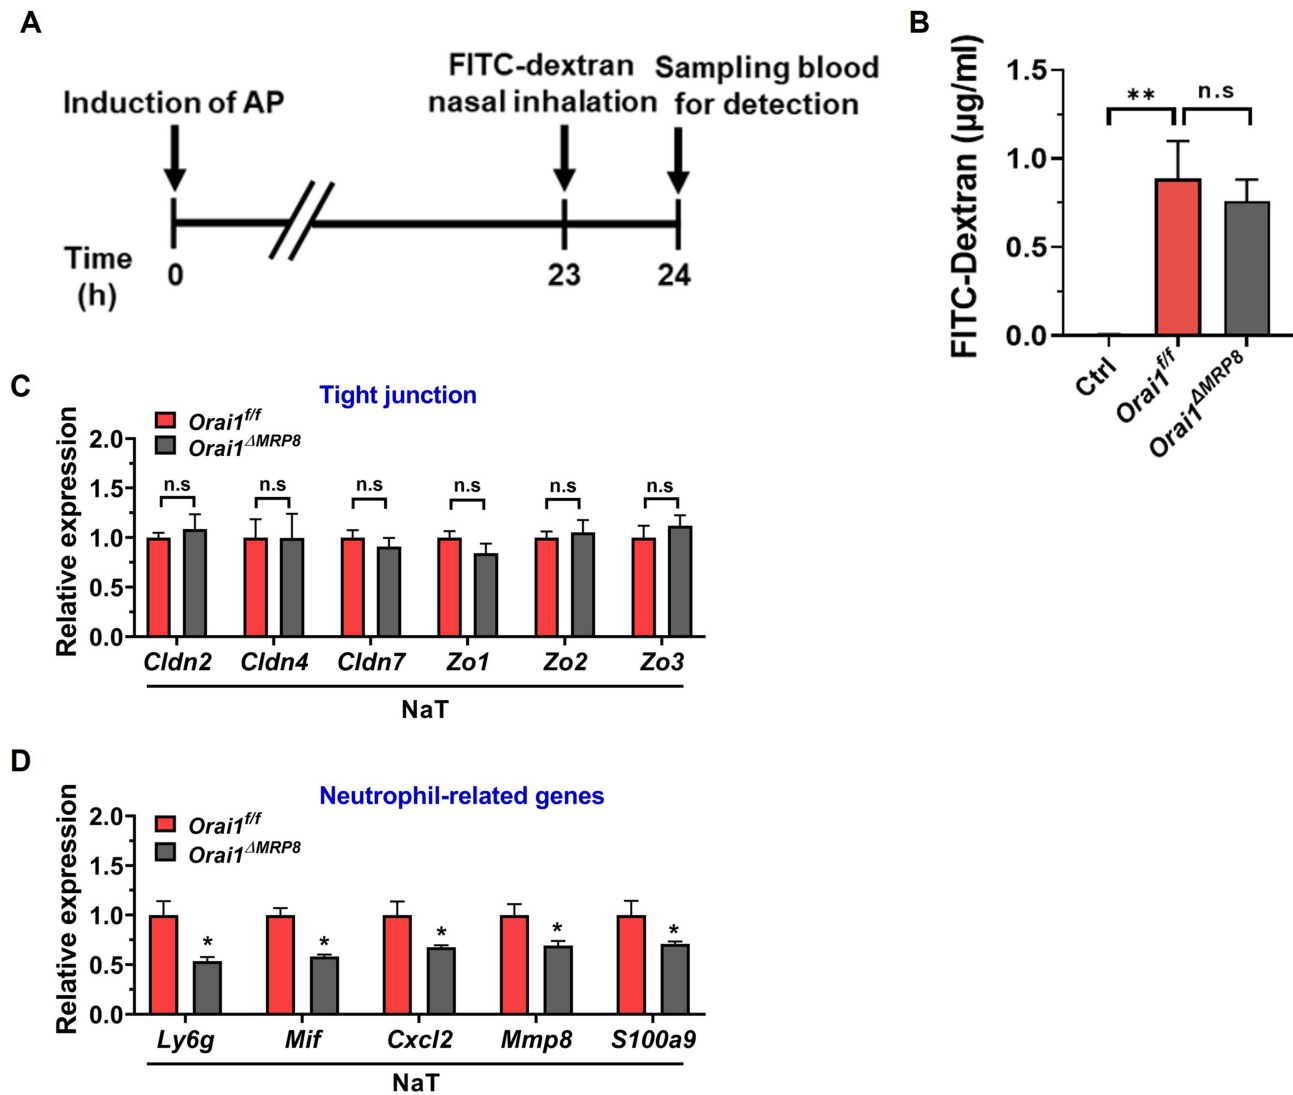 A
Induction of AP
FITC-dextran
nasal inhalation
Sampling blood
for detection
Time
(h)
0
23
24
B
FITC-Dextran (μg/ml)
1.5
1.0
0.5
0.0
**
n.s
Ctrl
Orai1f/f
Orai1ΔMRP8
C
Tight junction
Orai1f/f
Orai1ΔMRP8
Relative expression
2.0
1.5
1.0
0.5
0.0
n.s
n.s
n.s
n.s
n.s
n.s
Cldn2
Cldn4
Cldn7
Zo1
Zo2
Zo3
NaT
D
Neutrophil-related genes
Orai1f/f
Orai1ΔMRP8
Relative expression
2.0
1.5
1.0
0.5
0.0
*
*
*
*
*
Ly6g
Mif
Cxcl2
Mmp8
S100a9
NaT